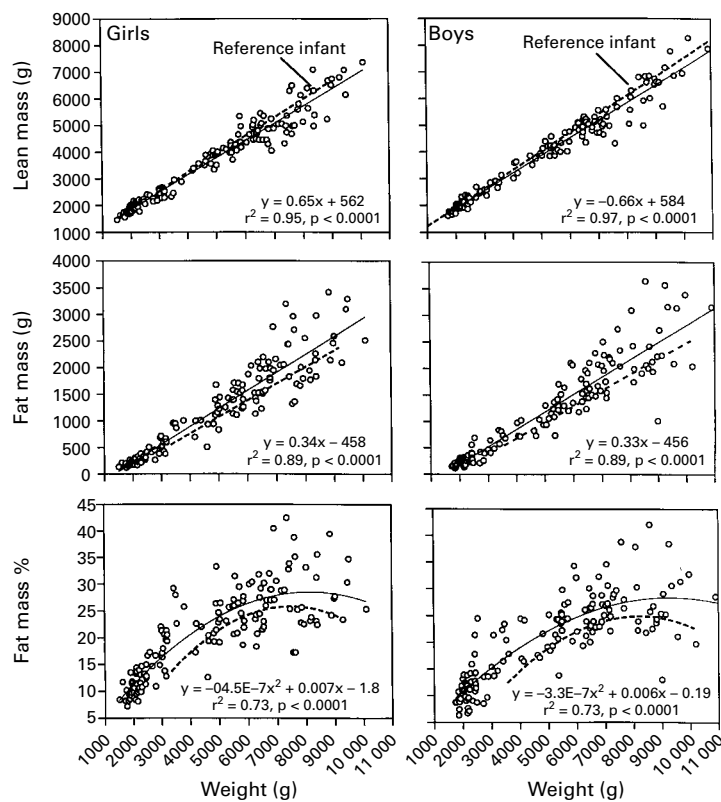 Girls
Boys
Reference infant
Reference infant
Lean mass (g)
9000
8000
7000
6000
5000
4000
3000
2000
1000
y = 0.65x + 562
r² = 0.95, p < 0.0001
y = –0.66x + 584
r² = 0.97, p < 0.0001
Fat mass (g)
4000
3500
3000
2500
2000
1500
1000
500
0
y = 0.34x – 458
r² = 0.89, p < 0.0001
y = 0.33x – 456
r² = 0.89, p < 0.0001
Fat mass %
45
40
35
30
25
20
15
10
5
y = –04.5E–7x² + 0.007x – 1.8
r² = 0.73, p < 0.0001
y = –3.3E–7x² + 0.006x – 0.19
r² = 0.73, p < 0.0001
1000 2000 3000 4000 5000 6000 7000 8000 9000 10 000 11 000
1000 2000 3000 4000 5000 6000 7000 8000 9000 10 000 11 000
Weight (g)
Weight (g)